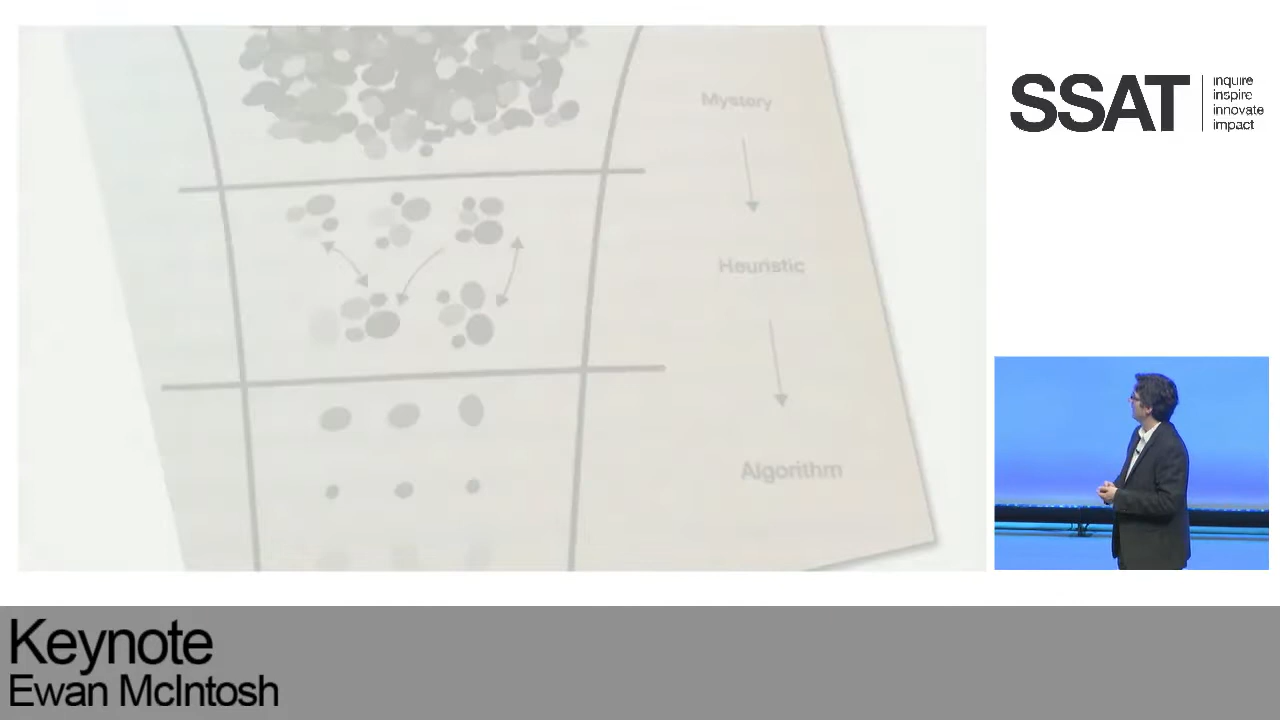 Mystery
Heuristic
Algorithm
SSAT
inquire
inspire
innovate
impact
Keynote
Ewan McIntosh